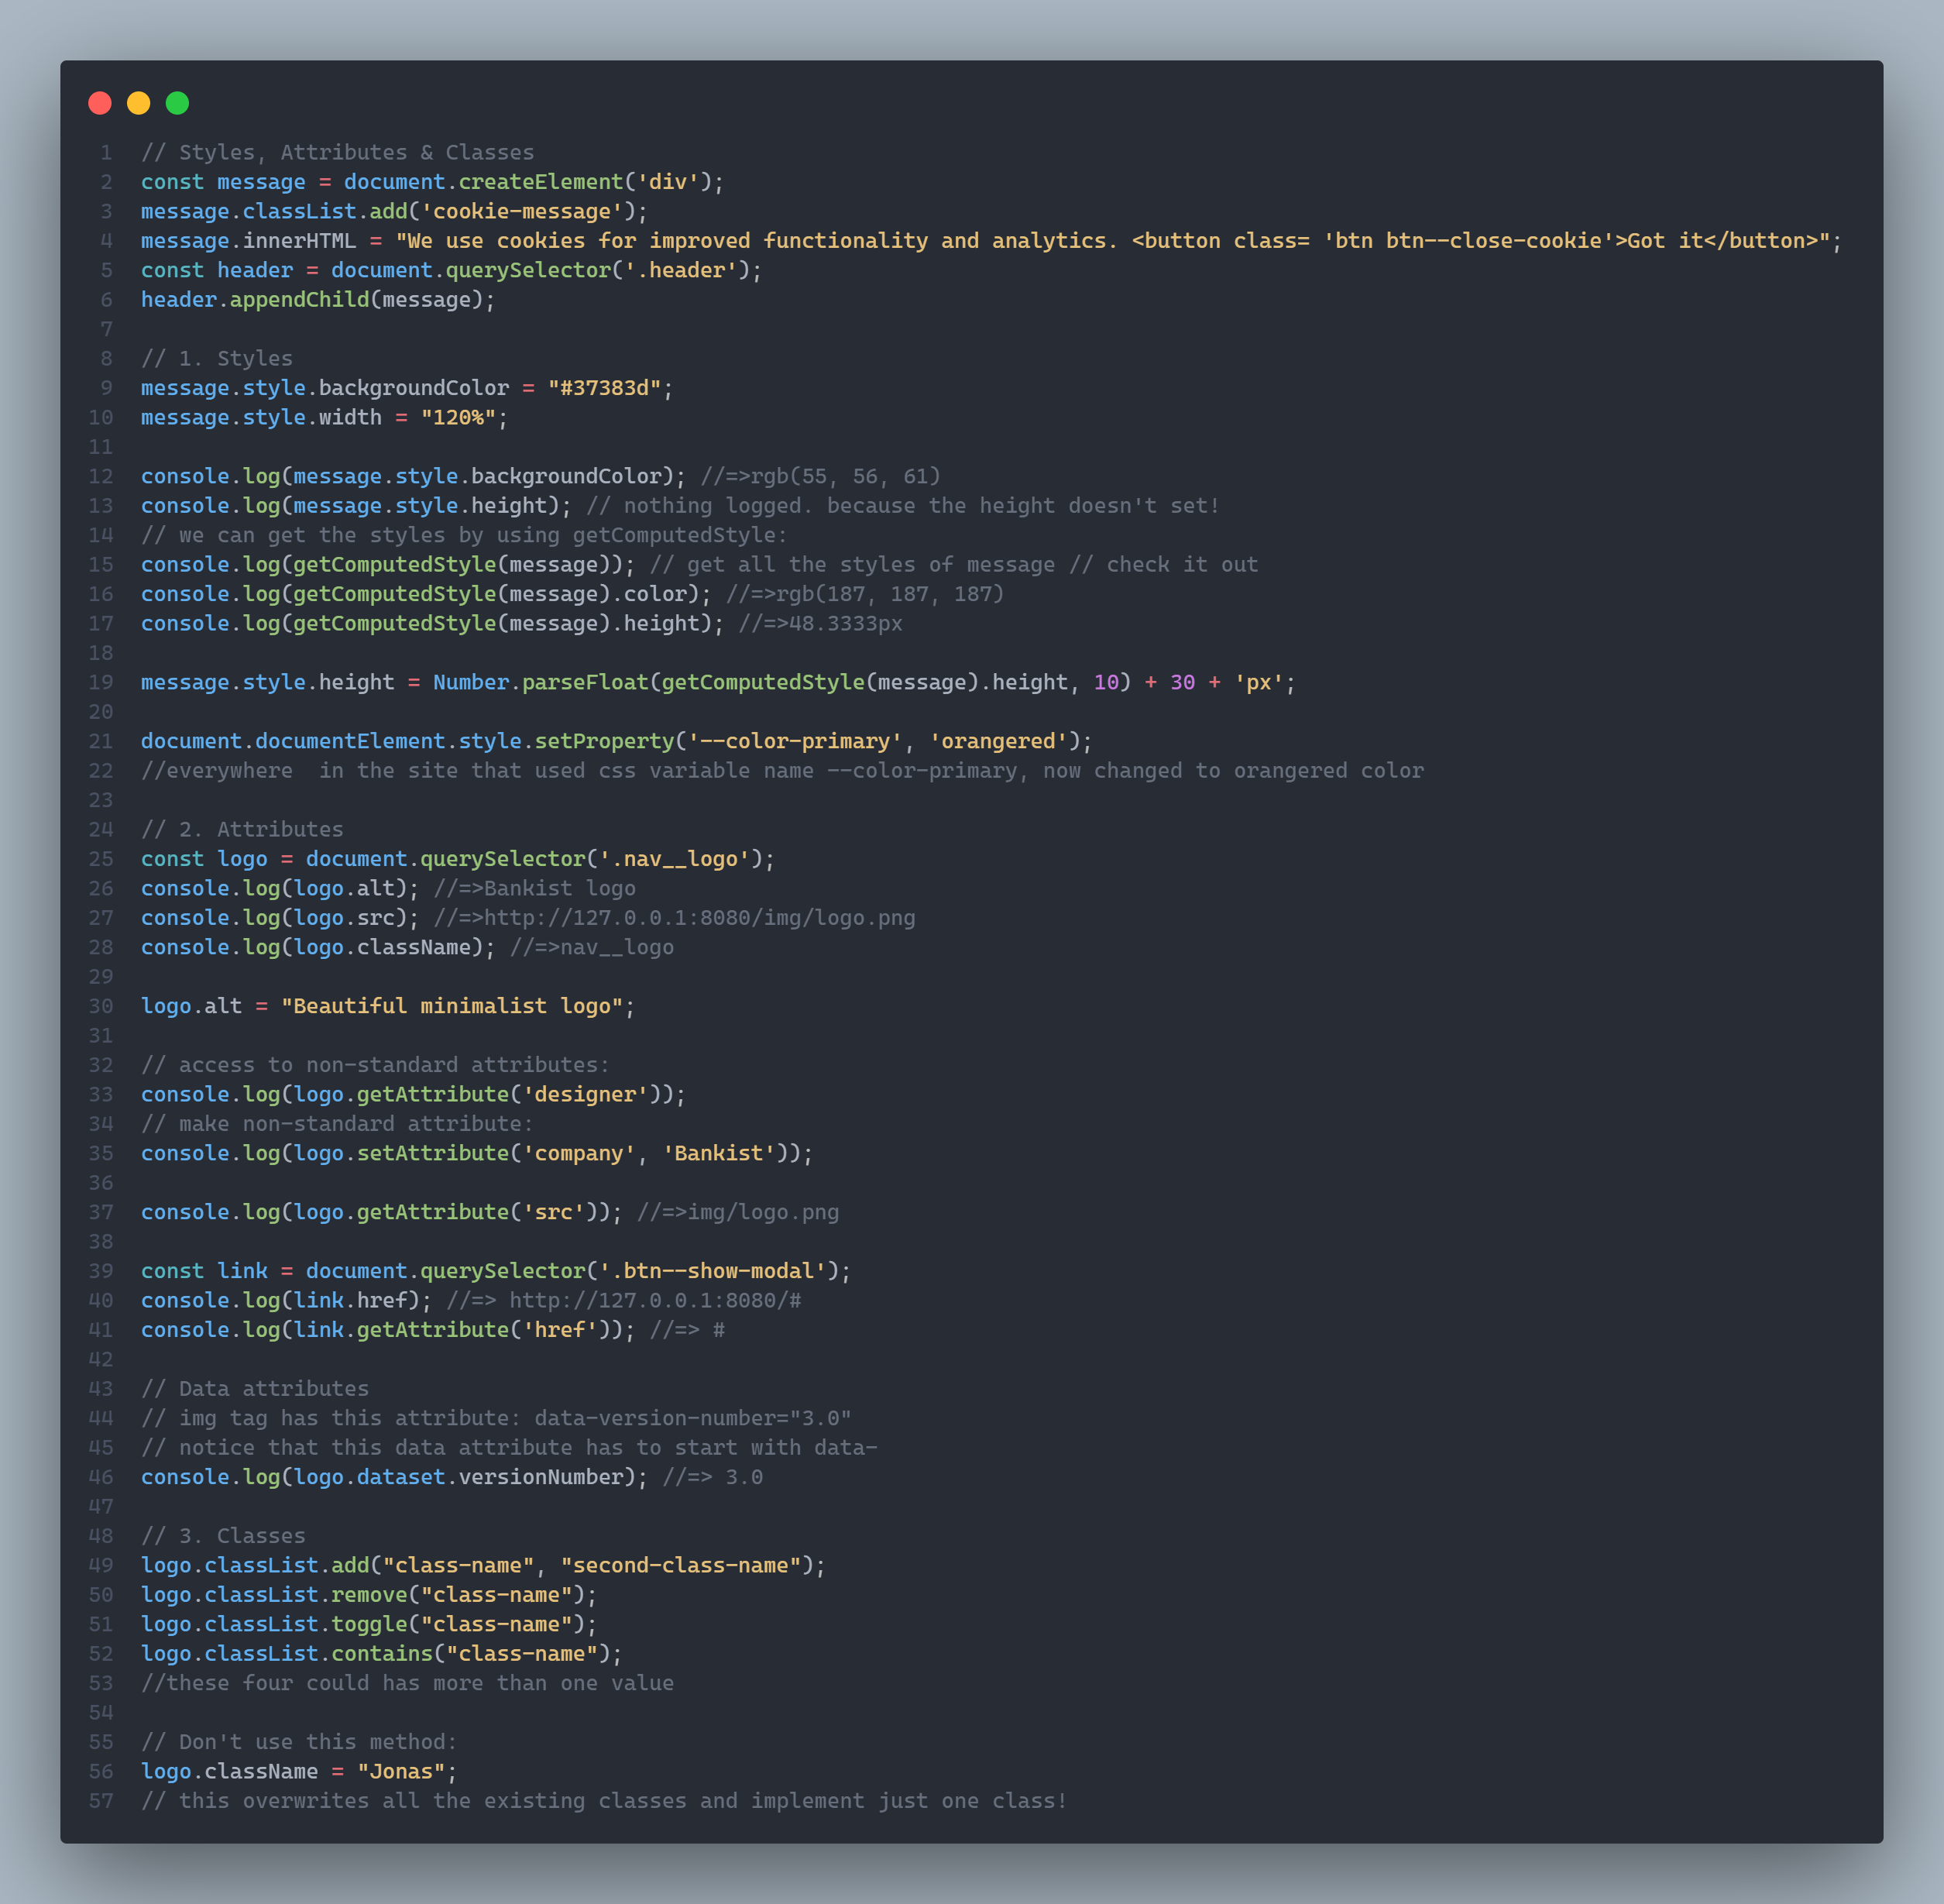 1 // Styles, Attributes & Classes
2 const message = document.createElement('div');
3 message.classList.add('cookie-message');
4 message.innerHTML = "We use cookies for improved functionality and analytics. <button class= 'btn btn--close-cookie'>Got it</button>";
5 const header = document.querySelector('.header');
6 header.appendChild(message);
7
8 // 1. Styles
9 message.style.backgroundColor = "#37383d";
10 message.style.width = "120%";
11
12 console.log(message.style.backgroundColor); //=>rgb(55, 56, 61)
13 console.log(message.style.height); // nothing logged. because the height doesn't set!
14 // we can get the styles by using getComputedStyle:
15 console.log(getComputedStyle(message)); // get all the styles of message // check it out
16 console.log(getComputedStyle(message).color); //=>rgb(187, 187, 187)
17 console.log(getComputedStyle(message).height); //=>48.3333px
18
19 message.style.height = Number.parseFloat(getComputedStyle(message).height, 10) + 30 + 'px';
20
21 document.documentElement.style.setProperty('--color-primary', 'orangered');
22 //everywhere  in the site that used css variable name --color-primary, now changed to orangered color
23
24 // 2. Attributes
25 const logo = document.querySelector('.nav__logo');
26 console.log(logo.alt); //=>Bankist logo
27 console.log(logo.src); //=>http://127.0.0.1:8080/img/logo.png
28 console.log(logo.className); //=>nav__logo
29
30 logo.alt = "Beautiful minimalist logo";
31
32 // access to non-standard attributes:
33 console.log(logo.getAttribute('designer'));
34 // make non-standard attribute:
35 console.log(logo.setAttribute('company', 'Bankist'));
36
37 console.log(logo.getAttribute('src')); //=>img/logo.png
38
39 const link = document.querySelector('.btn--show-modal');
40 console.log(link.href); //=> http://127.0.0.1:8080/#
41 console.log(link.getAttribute('href')); //=> #
42
43 // Data attributes
44 // img tag has this attribute: data-version-number="3.0"
45 // notice that this data attribute has to start with data-
46 console.log(logo.dataset.versionNumber); //=> 3.0
47
48 // 3. Classes
49 logo.classList.add("class-name", "second-class-name");
50 logo.classList.remove("class-name");
51 logo.classList.toggle("class-name");
52 logo.classList.contains("class-name");
53 //these four could has more than one value
54
55 // Don't use this method:
56 logo.className = "Jonas";
57 // this overwrites all the existing classes and implement just one class!